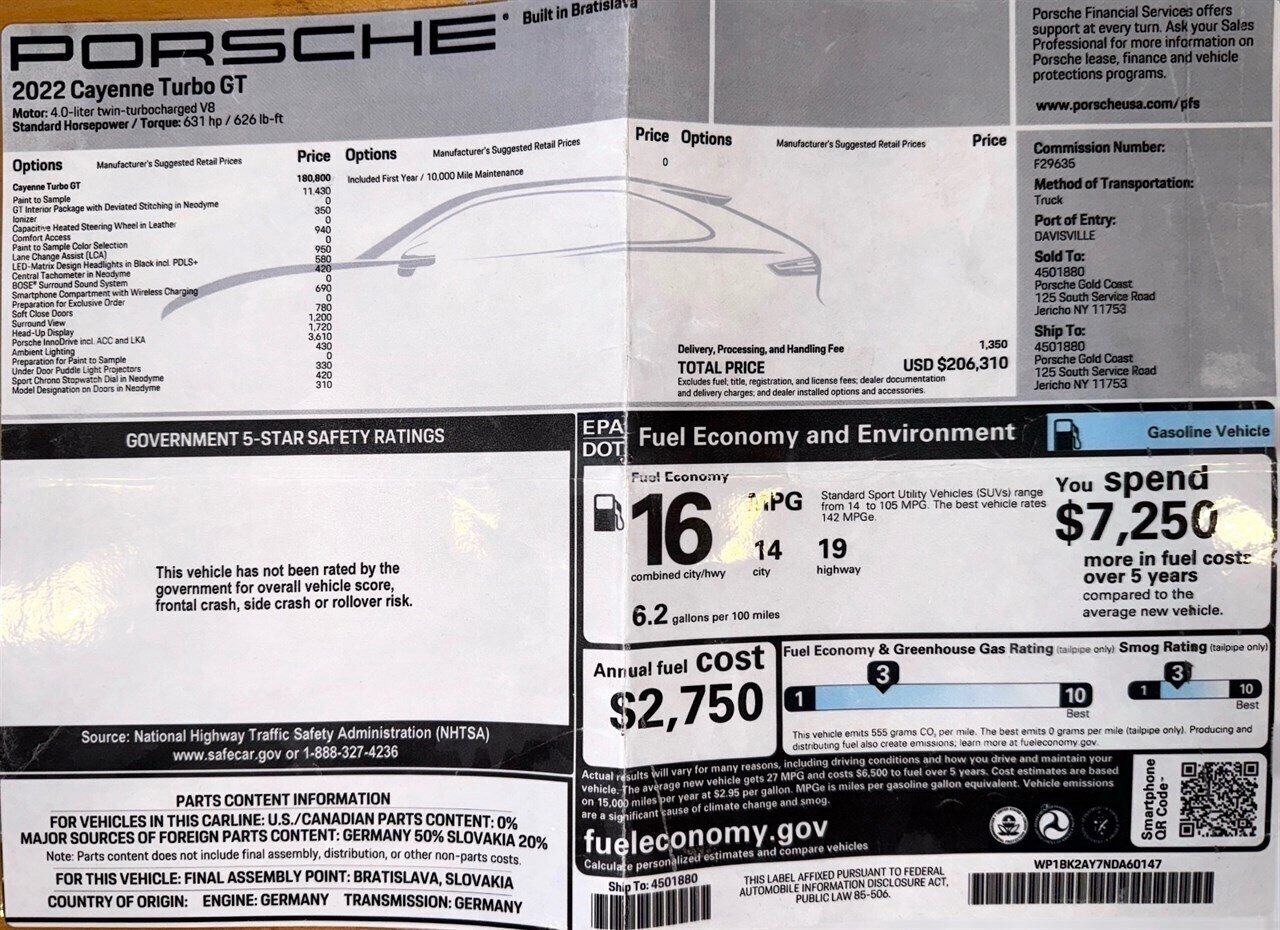 PORSCHE® Built in Bratislava
2022 Cayenne Turbo GT
Motor: 4.0-liter twin-turbocharged V8
Standard Horsepower / Torque: 631 hp / 626 lb-ft
Porsche Financial Services offers
support at every turn. Ask your Sales
Professional for more information on
Porsche lease, finance and vehicle
protections programs.
www.porscheusa.com/pfs
Options Manufacturer's Suggested Retail Prices Price
Cayenne Turbo GT 180,800
Paint to Sample 11,430
GT Interior Package with Deviated Stitching in Neodyme 0
Ionizer 350
Capacitive Heated Steering Wheel in Leather 0
Comfort Access 940
Paint to Sample Color Selection 0
Lane Change Assist (LCA) 950
LED-Matrix Design Headlights in Black incl. PDLS+ 580
Central Tachometer in Neodyme 420
BOSE® Surround Sound System 0
Smartphone Compartment with Wireless Charging 690
Preparation for Exclusive Order 0
Soft Close Doors 780
Surround View 1,200
Head-Up Display 1,720
Porsche InnoDrive incl. ACC and LKA 3,610
Ambient Lighting 430
Preparation for Paint to Sample 0
Under Door Puddle Light Projectors 330
Sport Chrono Stopwatch Dial in Neodyme 420
Model Designation on Doors in Neodyme 310
Options Manufacturer's Suggested Retail Prices Price
Included First Year / 10,000 Mile Maintenance 0
Options Manufacturer's Suggested Retail Prices Price
Delivery, Processing, and Handling Fee 1,350
TOTAL PRICE USD $206,310
Excludes fuel, title, registration, and license fees; dealer documentation
and delivery charges; and dealer installed options and accessories.
Commission Number:
F29635
Method of Transportation:
Truck
Port of Entry:
DAVISVILLE
Sold To:
4501880
Porsche Gold Coast
125 South Service Road
Jericho NY 11753
Ship To:
4501880
Porsche Gold Coast
125 South Service Road
Jericho NY 11753
GOVERNMENT 5-STAR SAFETY RATINGS
This vehicle has not been rated by the
government for overall vehicle score,
frontal crash, side crash or rollover risk.
Source: National Highway Traffic Safety Administration (NHTSA)
www.safecar.gov or 1-888-327-4236
PARTS CONTENT INFORMATION
FOR VEHICLES IN THIS CARLINE: U.S./CANADIAN PARTS CONTENT: 0%
MAJOR SOURCES OF FOREIGN PARTS CONTENT: GERMANY 50% SLOVAKIA 20%
Note: Parts content does not include final assembly, distribution, or other non-parts costs.
FOR THIS VEHICLE: FINAL ASSEMBLY POINT: BRATISLAVA, SLOVAKIA
COUNTRY OF ORIGIN: ENGINE: GERMANY TRANSMISSION: GERMANY
EPA
DOT
Fuel Economy and Environment
Gasoline Vehicle
Fuel Economy
16 MPG
combined city/hwy
14
city
19
highway
6.2 gallons per 100 miles
Standard Sport Utility Vehicles (SUVs) range
from 14 to 105 MPG. The best vehicle rates
142 MPGe.
You spend
$7,250
more in fuel costs
over 5 years
compared to the
average new vehicle.
Annual fuel cost
$2,750
Fuel Economy & Greenhouse Gas Rating (tailpipe only)
3
1 10
Best
Smog Rating (tailpipe only)
3
1 10
Best
This vehicle emits 555 grams CO₂ per mile. The best emits 0 grams per mile (tailpipe only). Producing and
distributing fuel also create emissions; learn more at fueleconomy.gov.
Actual results will vary for many reasons, including driving conditions and how you drive and maintain your
vehicle. The average new vehicle gets 27 MPG and costs $6,500 to fuel over 5 years. Cost estimates are based
on 15,000 miles per year at $2.95 per gallon. MPGe is miles per gasoline gallon equivalent. Vehicle emissions
are a significant cause of climate change and smog.
fueleconomy.gov
Calculate personalized estimates and compare vehicles
Smartphone
QR Code™
Ship To: 4501880
THIS LABEL AFFIXED PURSUANT TO FEDERAL
AUTOMOBILE INFORMATION DISCLOSURE ACT,
PUBLIC LAW 85-506.
WP1BK2AY7NDA60147